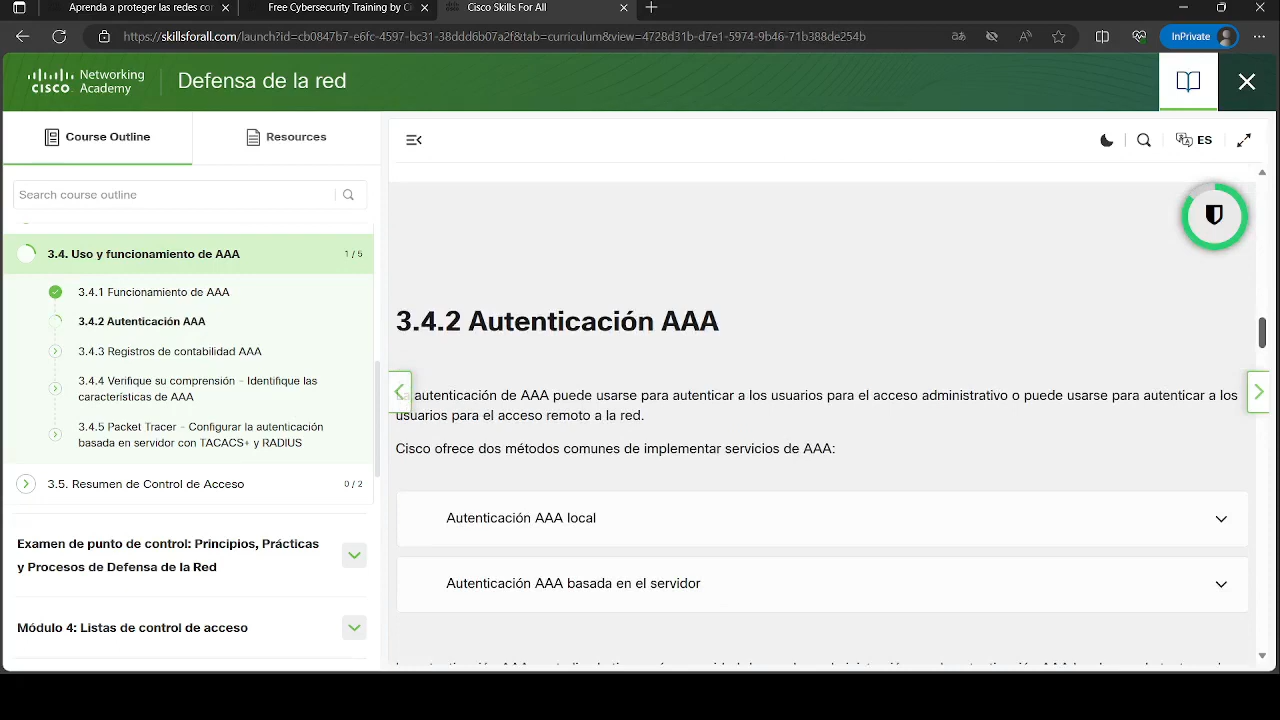 Aprenda a proteger las redes cor
Free Cybersecurity Training by Ci
Cisco Skills For All
https://skillsforall.com/launch?id=cb0847b7-e6fc-4597-bc31-38ddd6b07a2f&tab=curriculum&view=4728d31b-d7e1-5974-9b46-71b388de254b
InPrivate
CISCO
Networking
Academy
Defensa de la red
Course Outline
Resources
Search course outline
3.4. Uso y funcionamiento de AAA
1 / 5
3.4.1 Funcionamiento de AAA
3.4.2 Autenticación AAA
3.4.3 Registros de contabilidad AAA
3.4.4 Verifique su comprensión - Identifique las
características de AAA
3.4.5 Packet Tracer - Configurar la autenticación
basada en servidor con TACACS+ y RADIUS
3.5. Resumen de Control de Acceso
0 / 2
Examen de punto de control: Principios, Prácticas
y Procesos de Defensa de la Red
Módulo 4: Listas de control de acceso
ES
3.4.2 Autenticación AAA
autenticación de AAA puede usarse para autenticar a los usuarios para el acceso administrativo o puede usarse para autenticar a los
usuarios para el acceso remoto a la red.
Cisco ofrece dos métodos comunes de implementar servicios de AAA:
Autenticación AAA local
Autenticación AAA basada en el servidor